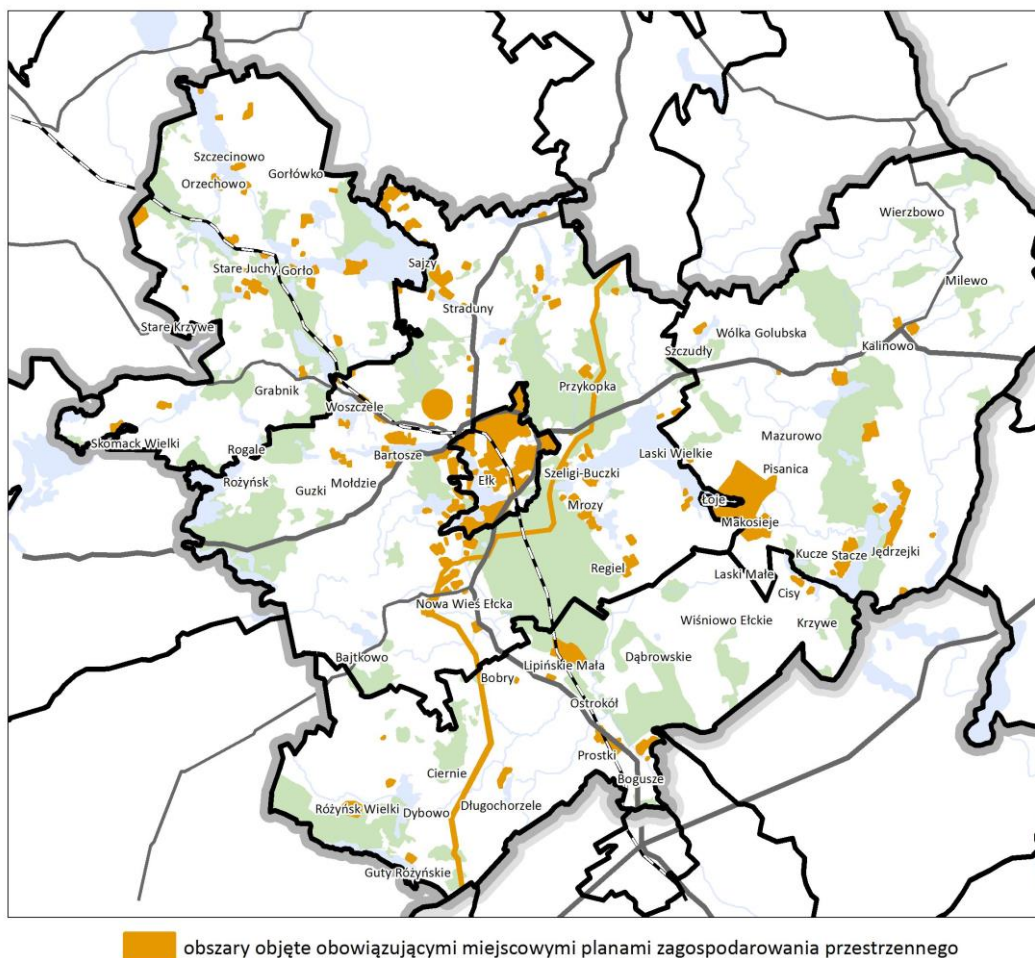 Szczecinowo
Orzechowo
Gorłówko
Wierzbowo
Sajzy
Stare Juchy
Gorło
Milewo
Straduny
Stare Krzywe
Wólka Golubska
Kalinowo
Szczudły
Grabnik
Przykopka
Woszczele
Skomack Wielki
Rogale
Bartosze
Mazurowo
Laski Wielkie
Pisanica
Rożyńsk
Guzki
Mołdzie
Ełk
Szeligi-Buczki
Mrozy
Łoje
Makosieje
Kucze
Stacze
Jędrzejki
Regiel
Laski Małe
Cisy
Nowa Wieś Ełcka
Wiśniowo Ełckie
Krzywe
Bajtkowo
Lipińskie Mała
Dąbrowskie
Bobry
Ostrokół
Prostki
Ciernie
Bogusze
Różyńsk Wielki
Dybowo
Długochorzele
Guty Różyńskie
obszary objęte obowiązującymi miejscowymi planami zagospodarowania przestrzennego